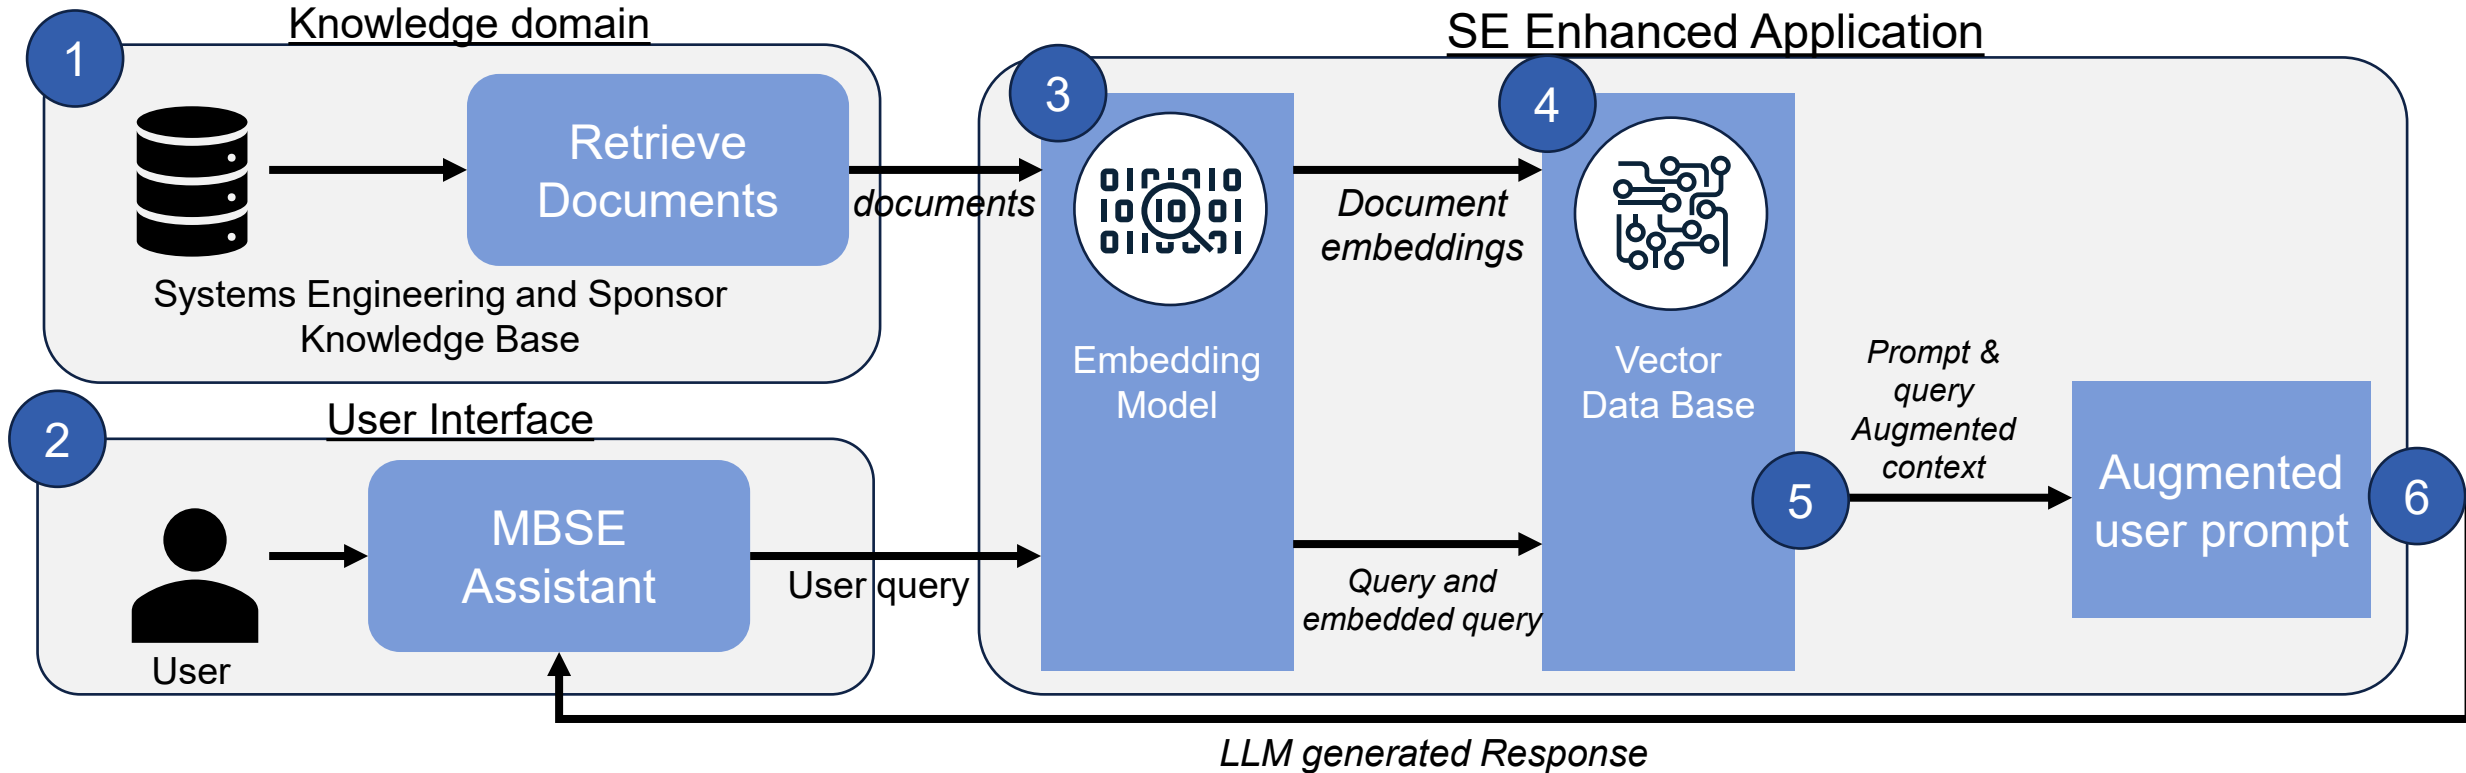 Knowledge domain
1
Retrieve
Documents
Systems Engineering and Sponsor
Knowledge Base
documents
2
User Interface
User
MBSE
Assistant
User query
SE Enhanced Application
3
Embedding
Model
Document
embeddings
Query and
embedded query
4
Vector
Data Base
5
Prompt &
query
Augmented
context
Augmented
user prompt
6
LLM generated Response